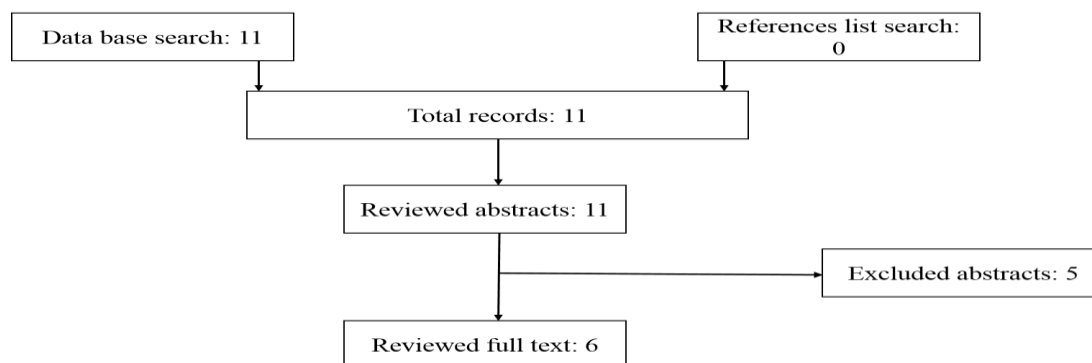 Data base search: 11
References list search:
0
Total records: 11
Reviewed abstracts: 11
Excluded abstracts: 5
Reviewed full text: 6